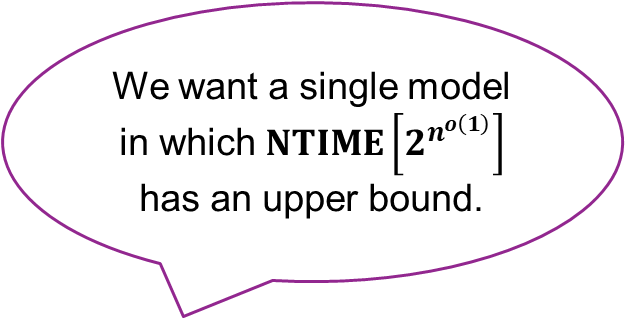 We want a single model
in which NTIME[2^{n^{o(1)}}]
has an upper bound.